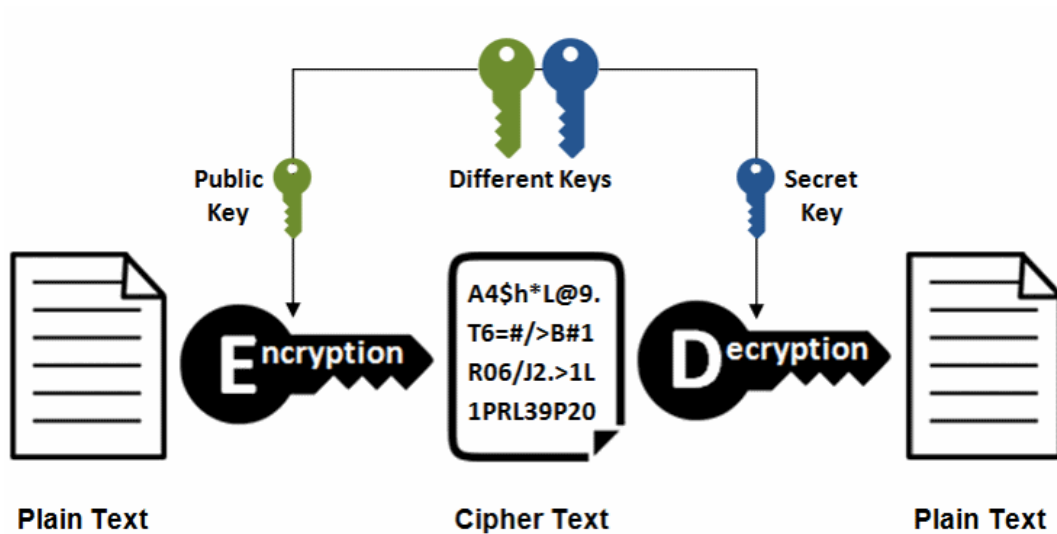 Public
Key
Different Keys
Secret
Key
Encryption
A4$h*L@9.
T6=#/>B#1
R06/J2.>1L
1PRL39P20
Decryption
Plain Text
Cipher Text
Plain Text